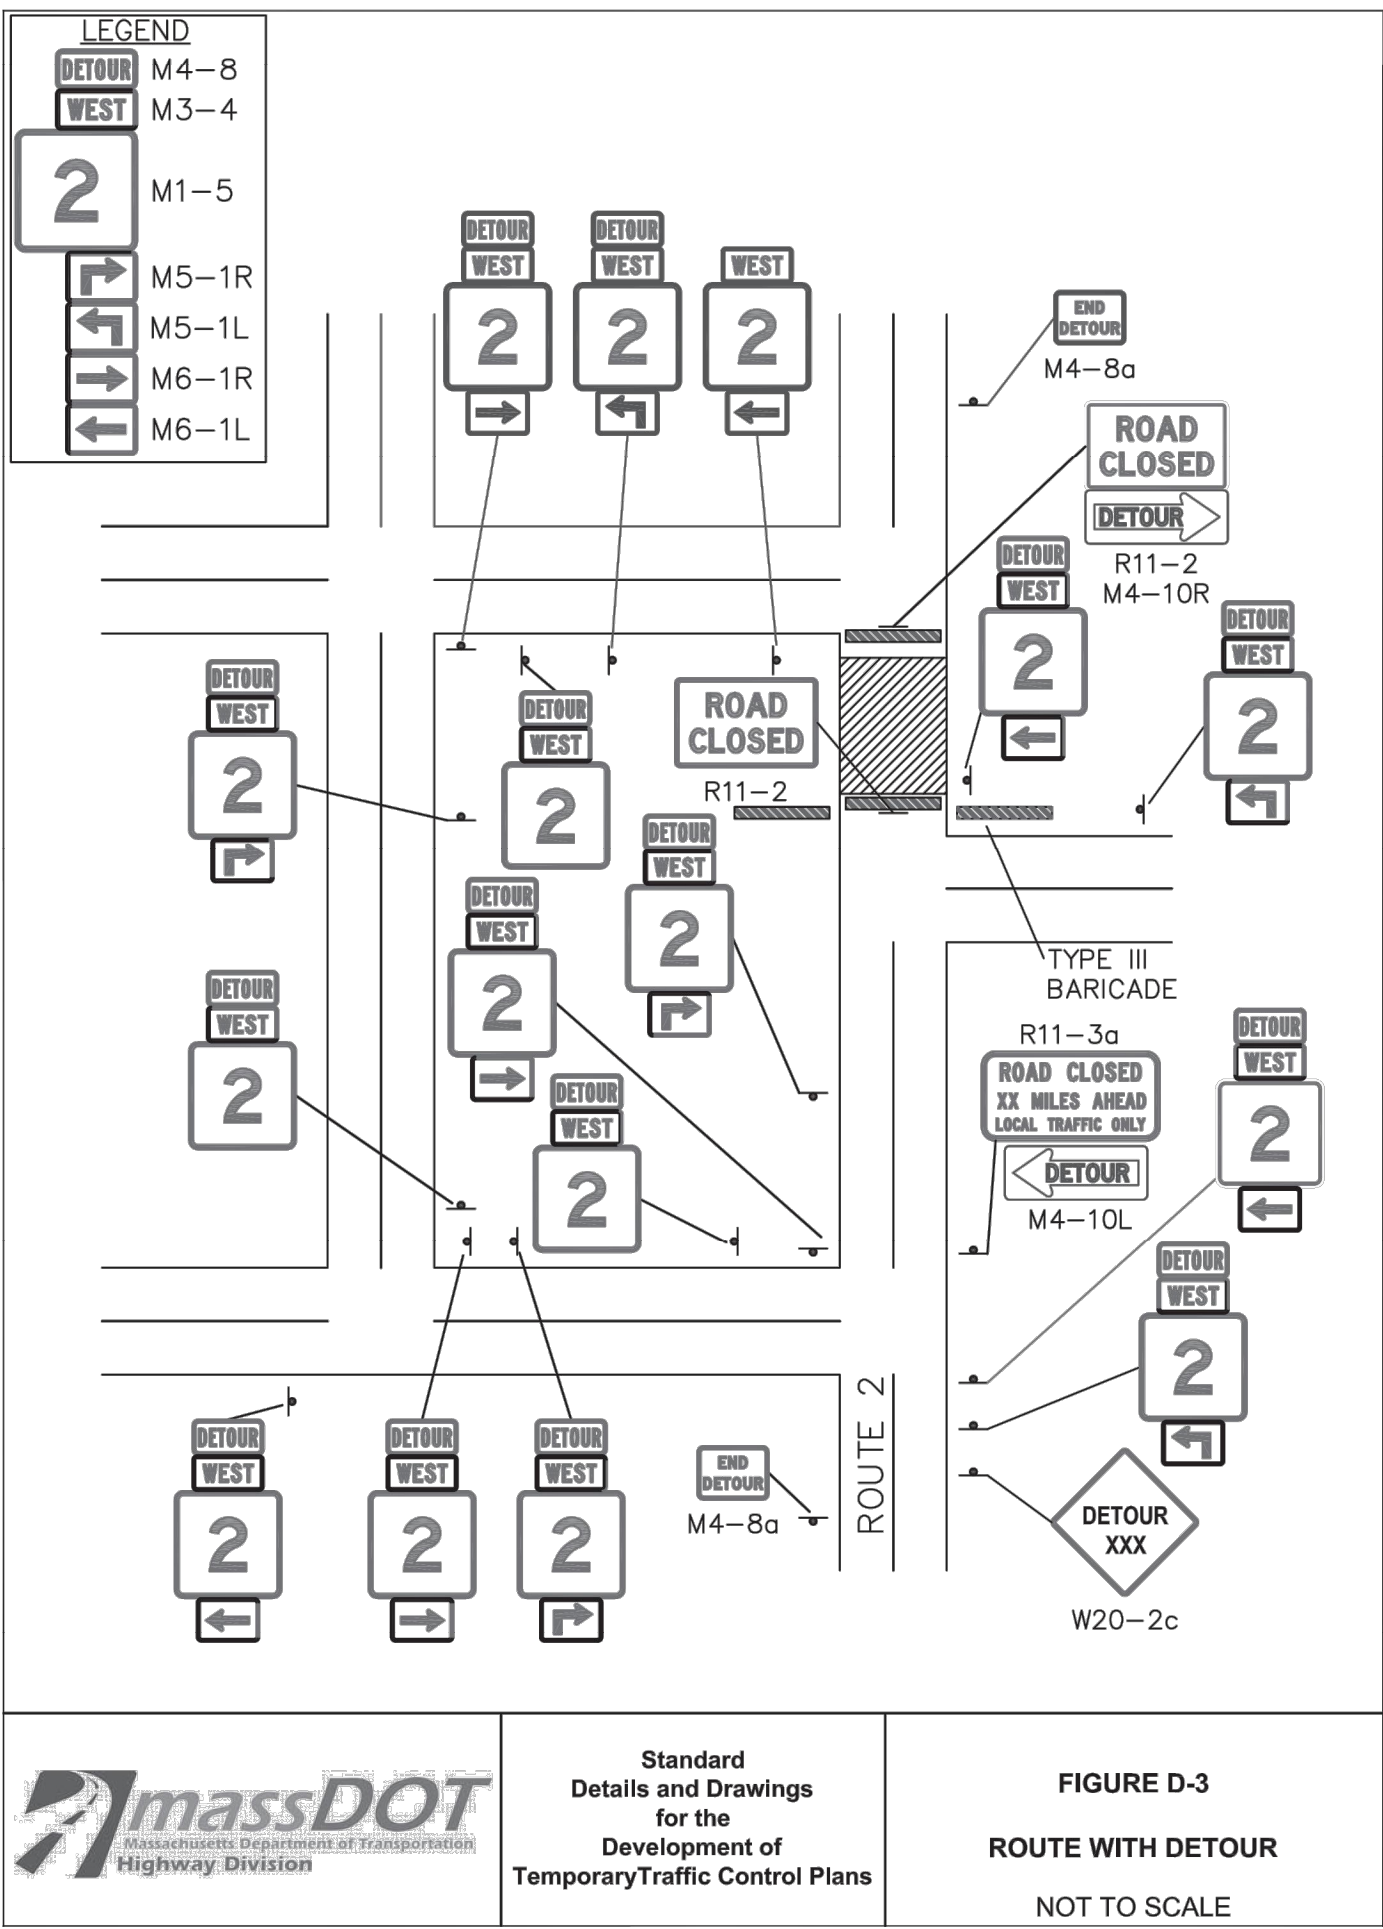 LEGEND
DETOUR M4-8
WEST M3-4
2 M1-5
M5-1R
M5-1L
M6-1R
M6-1L
DETOUR
WEST
2
DETOUR
WEST
2
WEST
2
END
DETOUR
M4-8a
ROAD
CLOSED
DETOUR
R11-2
M4-10R
DETOUR
WEST
2
DETOUR
WEST
2
DETOUR
WEST
2
DETOUR
WEST
2
ROAD
CLOSED
R11-2
DETOUR
WEST
2
DETOUR
WEST
2
TYPE III
BARICADE
DETOUR
WEST
2
DETOUR
WEST
2
R11-3a
ROAD CLOSED
XX MILES AHEAD
LOCAL TRAFFIC ONLY
DETOUR
M4-10L
DETOUR
WEST
2
DETOUR
WEST
2
DETOUR
WEST
2
DETOUR
WEST
2
DETOUR
WEST
2
END
DETOUR
M4-8a
ROUTE 2
DETOUR
XXX
W20-2c
massDOT
Massachusetts Department of Transportation
Highway Division
Standard
Details and Drawings
for the
Development of
TemporaryTraffic Control Plans
FIGURE D-3
ROUTE WITH DETOUR
NOT TO SCALE